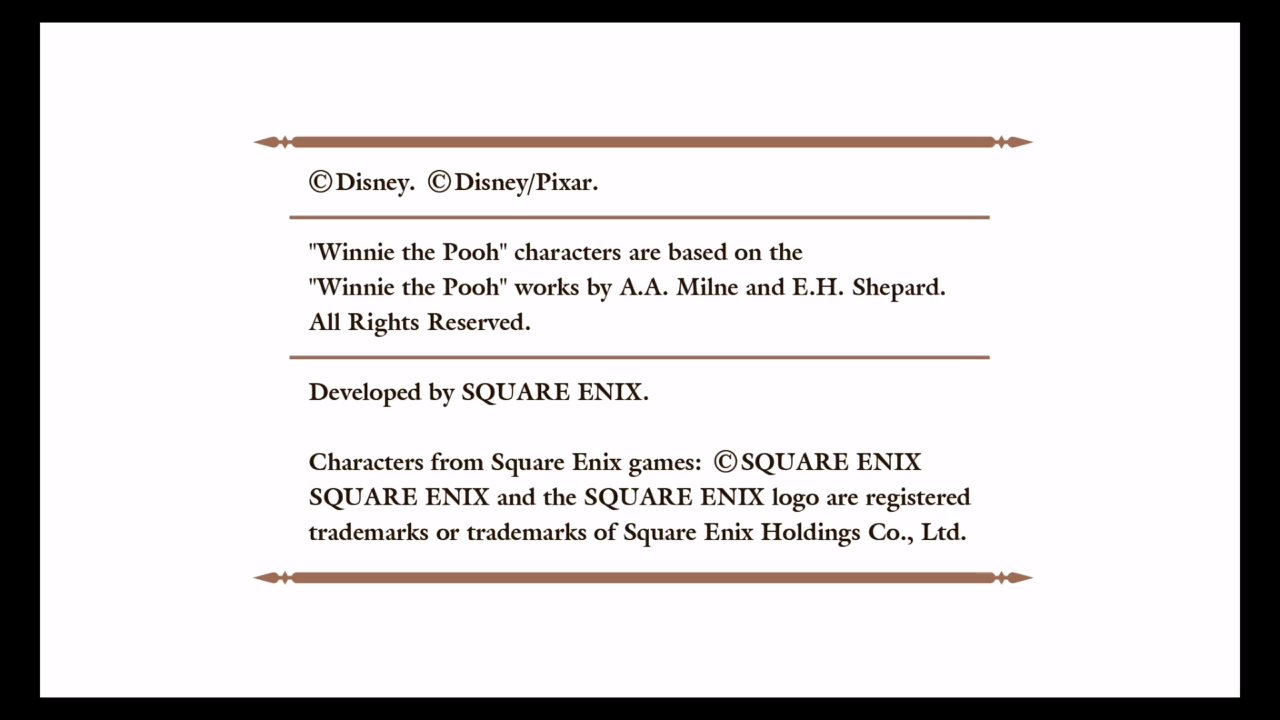 ©Disney. ©Disney/Pixar.
"Winnie the Pooh" characters are based on the
"Winnie the Pooh" works by A.A. Milne and E.H. Shepard.
All Rights Reserved.
Developed by SQUARE ENIX.
Characters from Square Enix games: ©SQUARE ENIX
SQUARE ENIX and the SQUARE ENIX logo are registered
trademarks or trademarks of Square Enix Holdings Co., Ltd.